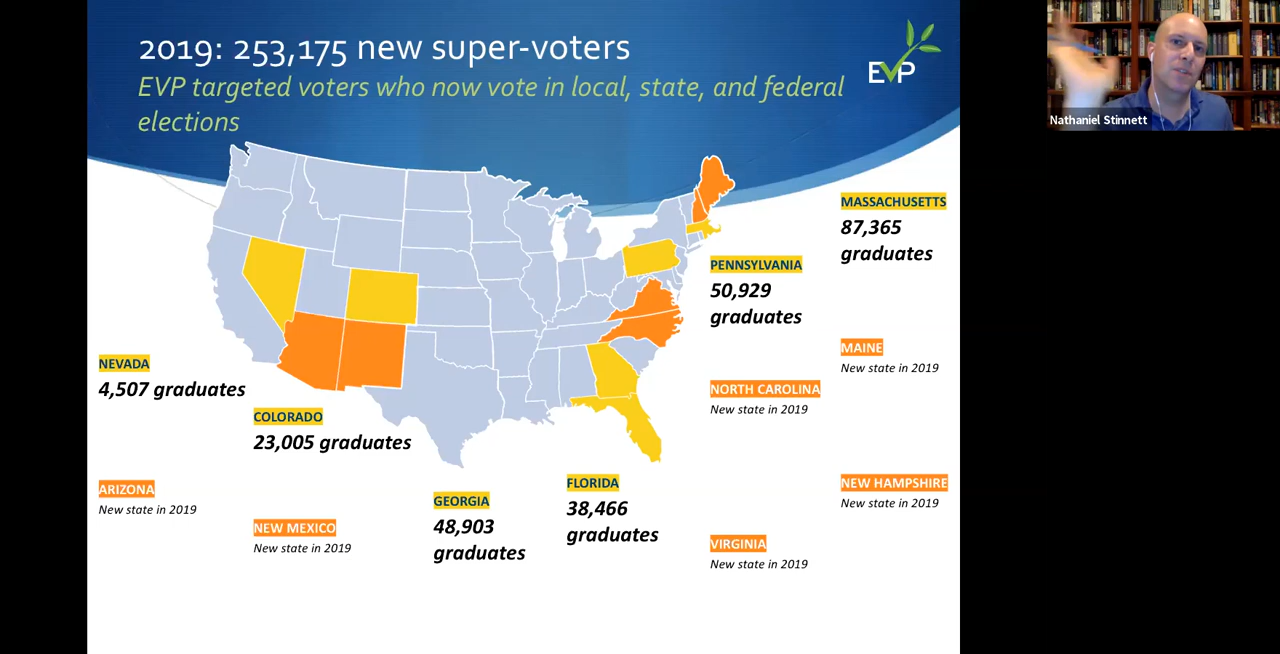 2019: 253,175 new super-voters
EVP targeted voters who now vote in local, state, and federal
elections
EVP
Nathaniel Stinnett
MASSACHUSETTS
87,365
graduates
PENNSYLVANIA
50,929
graduates
MAINE
New state in 2019
NEVADA
4,507 graduates
NORTH CAROLINA
New state in 2019
COLORADO
23,005 graduates
ARIZONA
New state in 2019
NEW MEXICO
New state in 2019
GEORGIA
48,903
graduates
FLORIDA
38,466
graduates
NEW HAMPSHIRE
New state in 2019
VIRGINIA
New state in 2019